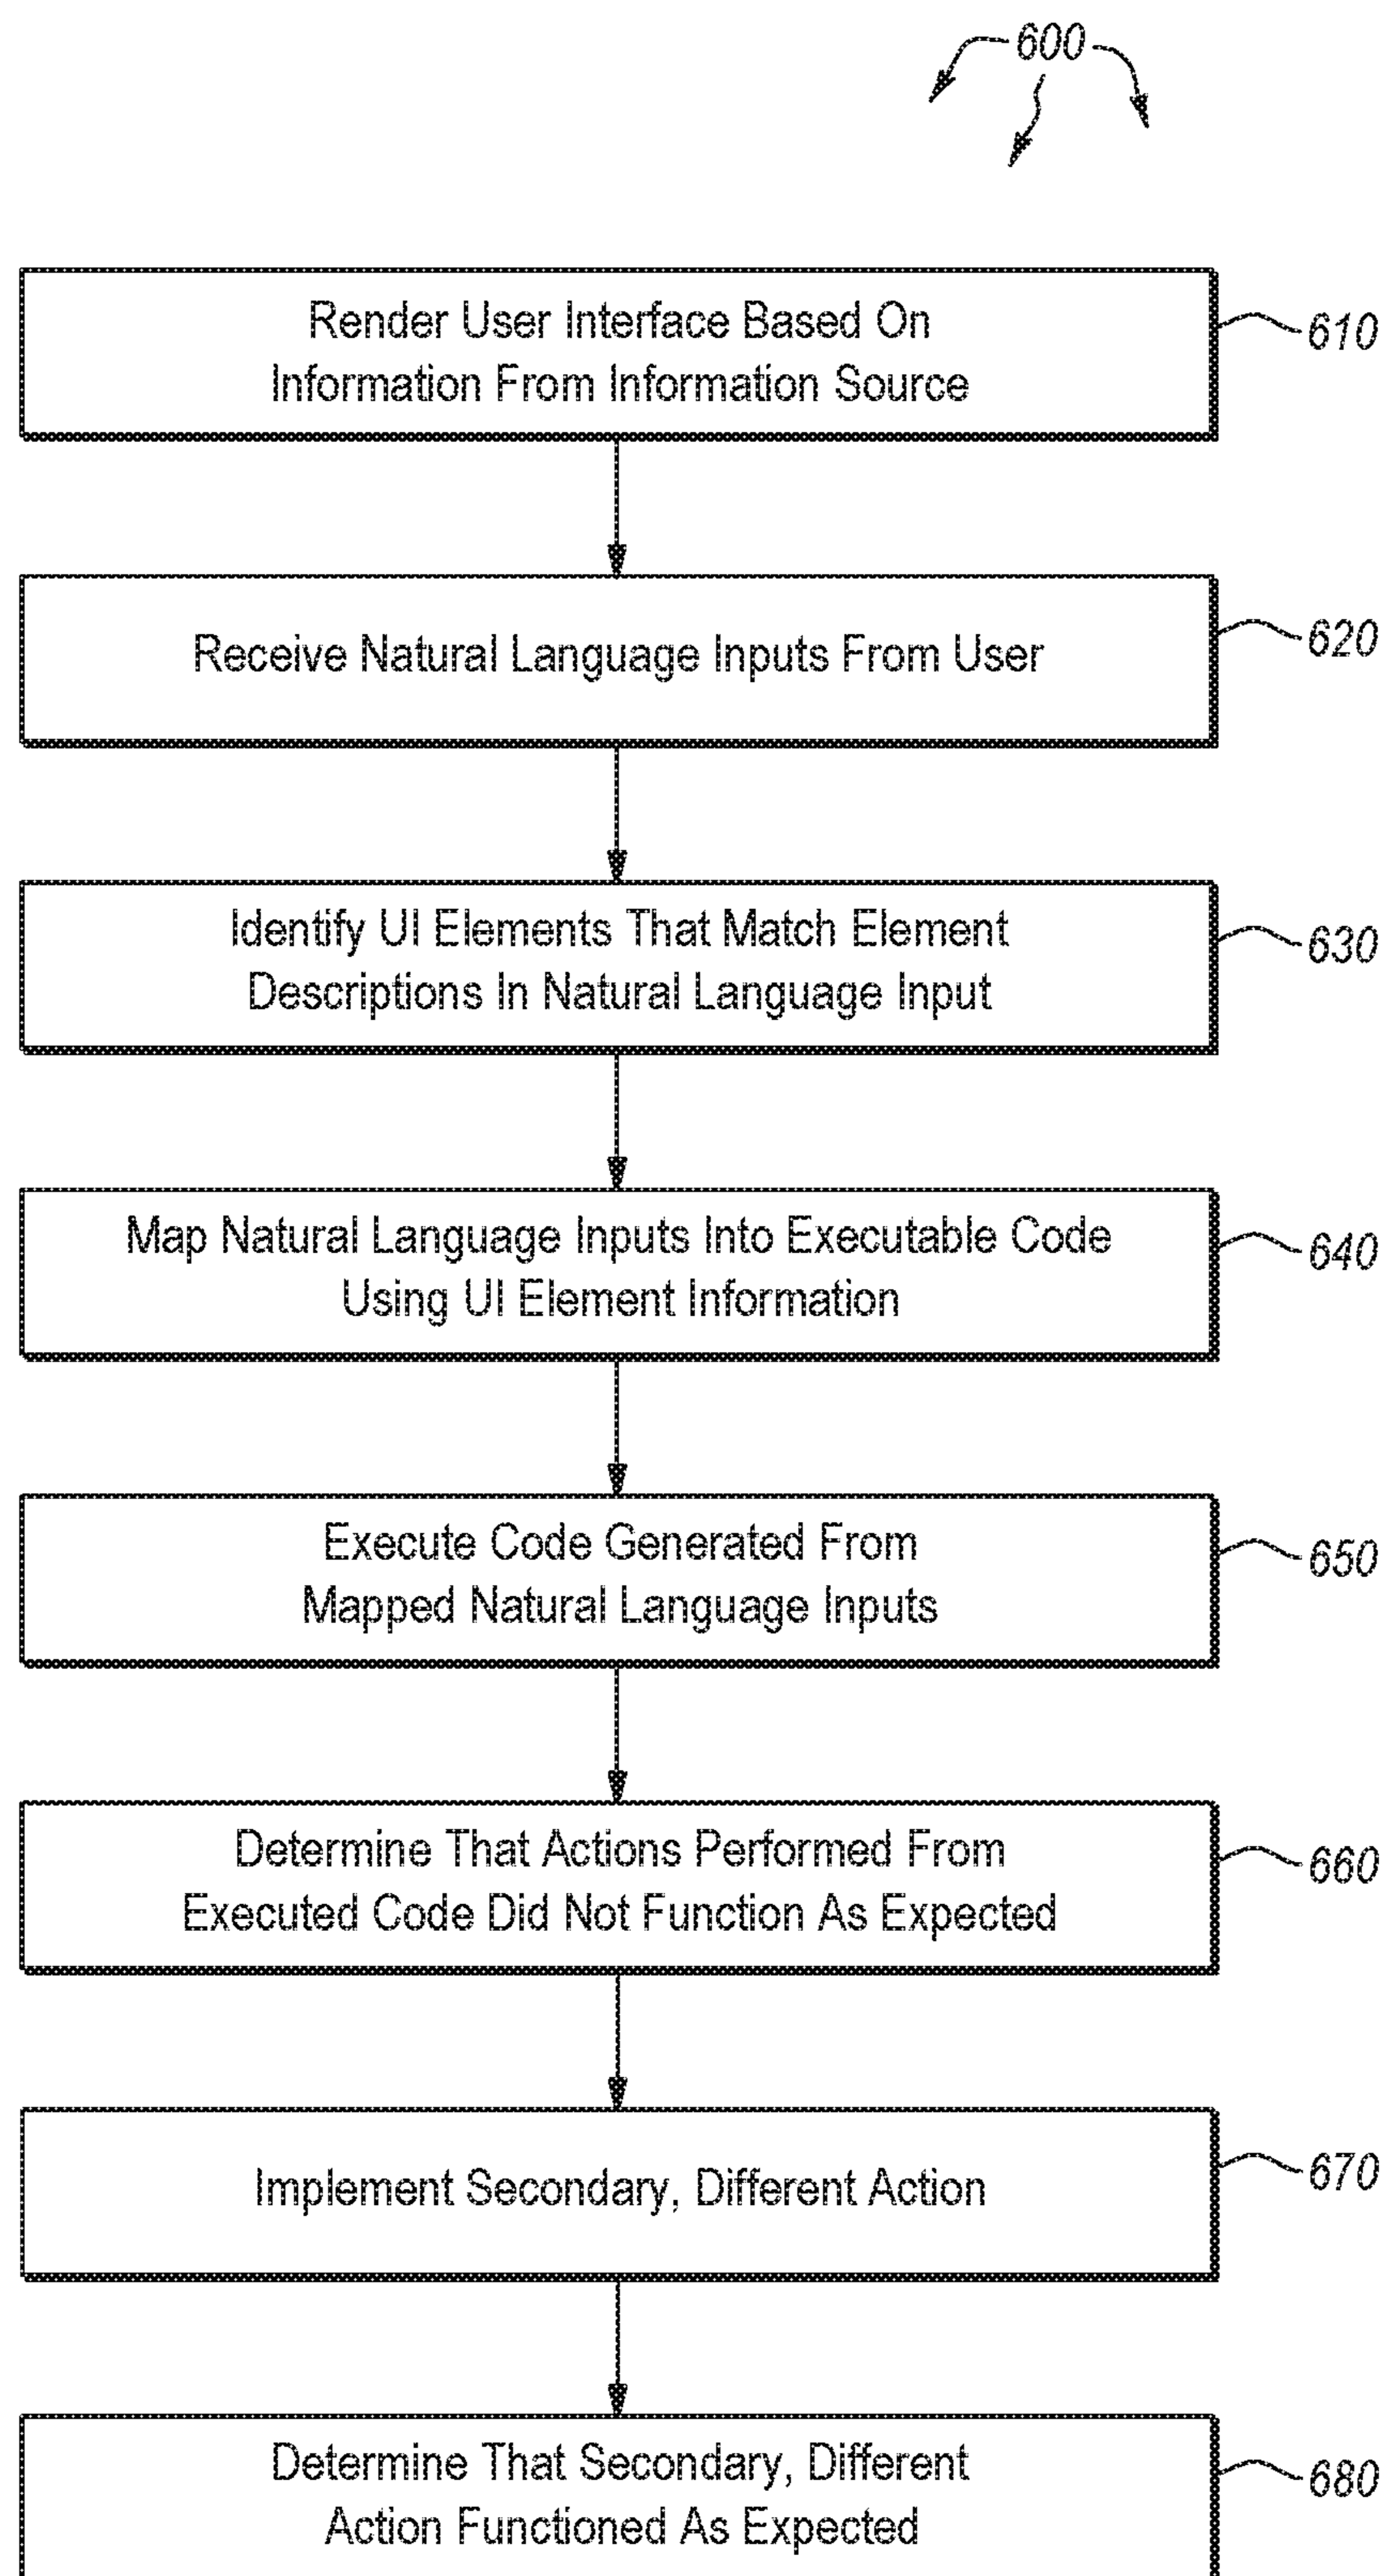 600
Render User Interface Based On
Information From Information Source
610
Receive Natural Language Inputs From User
620
Identify UI Elements That Match Element
Descriptions In Natural Language Input
630
Map Natural Language Inputs Into Executable Code
Using UI Element Information
640
Execute Code Generated From
Mapped Natural Language Inputs
650
Determine That Actions Performed From
Executed Code Did Not Function As Expected
660
Implement Secondary, Different Action
670
Determine That Secondary, Different
Action Functioned As Expected
680